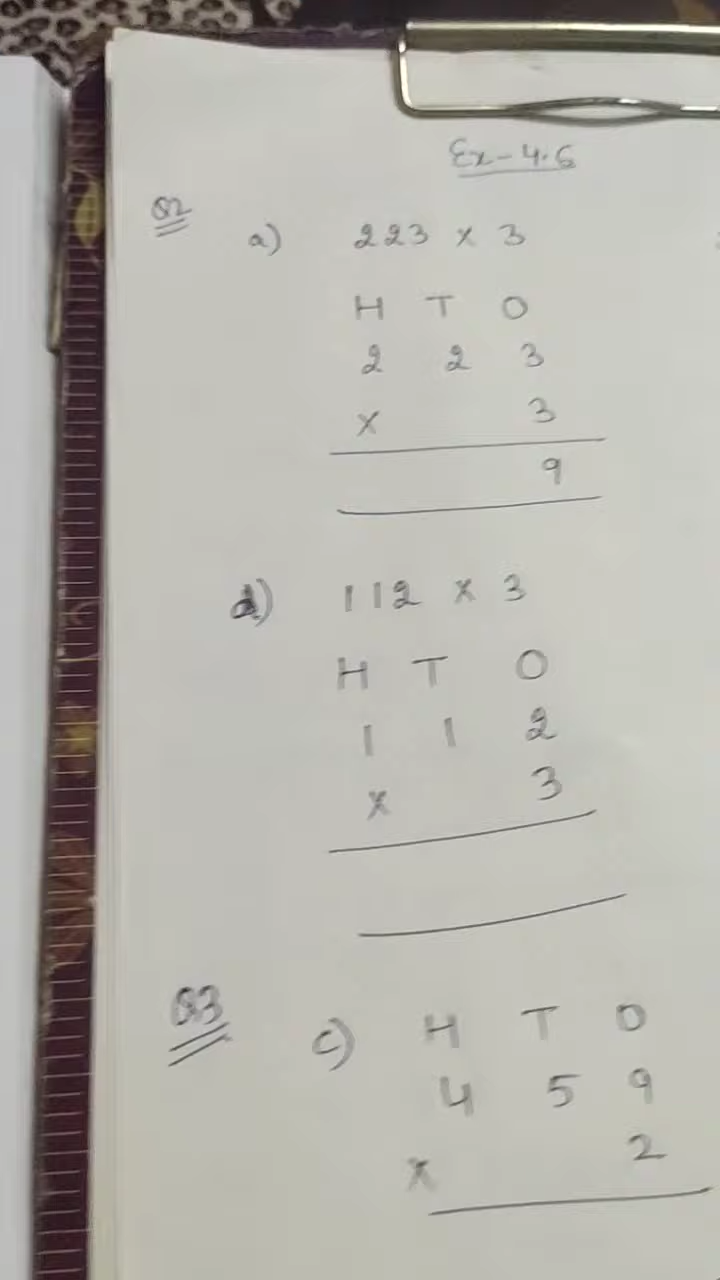 Ex-4.6
Q2
a) 223 x 3
H T O
2 2 3
x 3
9
d) 112 x 3
H T O
1 1 2
x 3
Q3
c) H T O
4 5 9
x 2